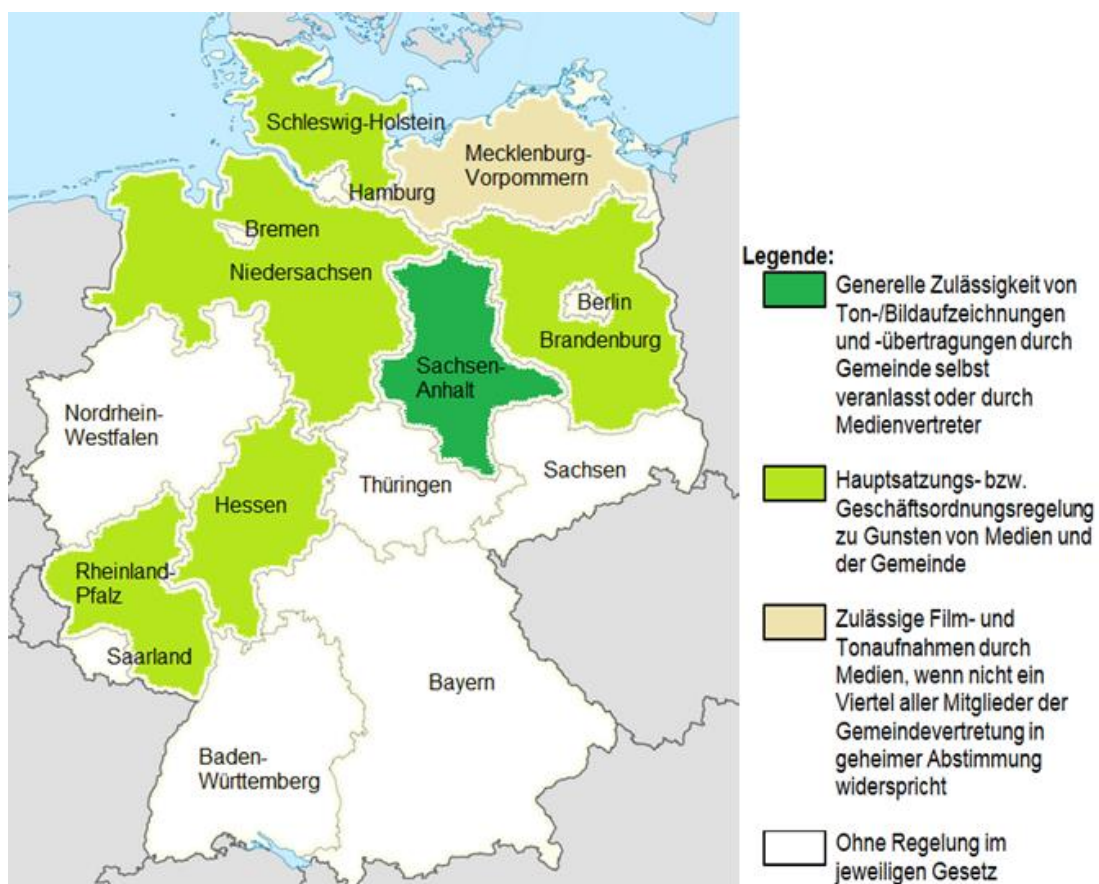 Schleswig-Holstein
Mecklenburg-
Vorpommern
Hamburg
Bremen
Niedersachsen
Berlin
Brandenburg
Sachsen-
Anhalt
Nordrhein-
Westfalen
Sachsen
Thüringen
Hessen
Rheinland-
Pfalz
Saarland
Bayern
Baden-
Württemberg
Legende:
Generelle Zulässigkeit von
Ton-/Bildaufzeichnungen
und -übertragungen durch
Gemeinde selbst
veranlasst oder durch
Medienvertreter
Hauptsatzungs- bzw.
Geschäftsordnungsregelung
zu Gunsten von Medien und
der Gemeinde
Zulässige Film- und
Tonaufnahmen durch
Medien, wenn nicht ein
Viertel aller Mitglieder der
Gemeindevertretung in
geheimer Abstimmung
widerspricht
Ohne Regelung im
jeweiligen Gesetz